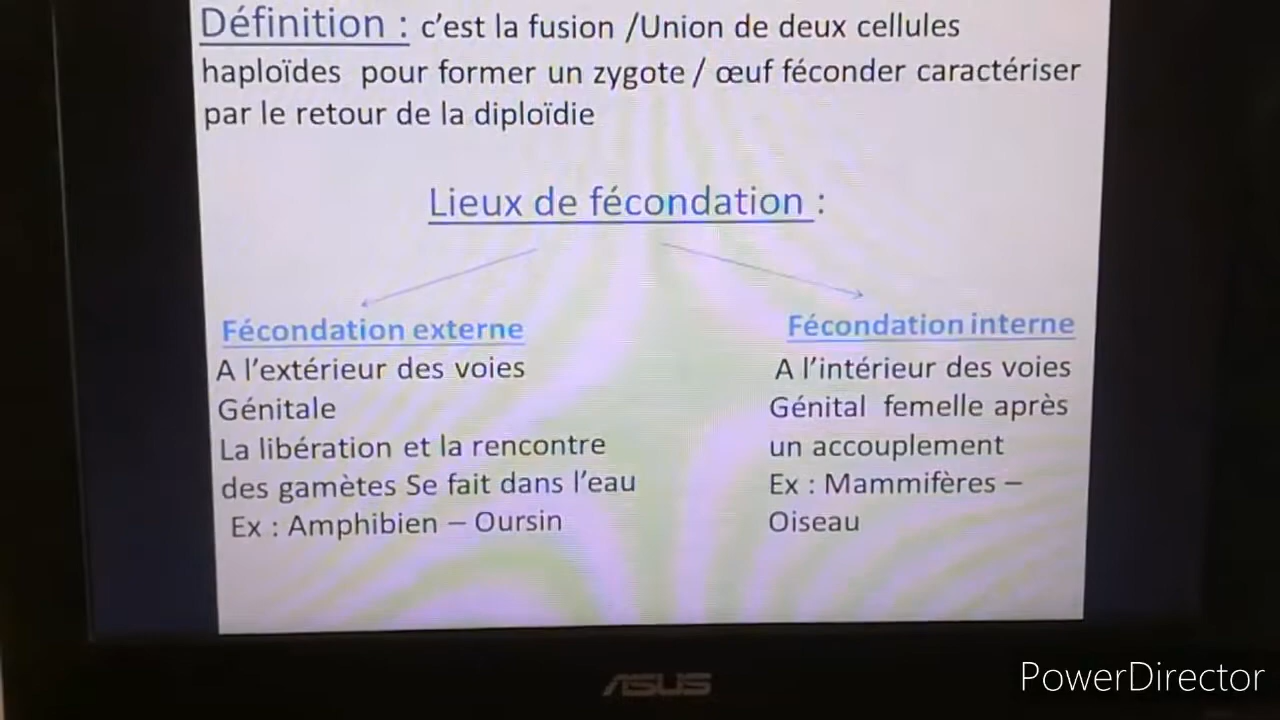 Définition : c'est la fusion /Union de deux cellules
haploïdes pour former un zygote / œuf féconder caractériser
par le retour de la diploïdie
Lieux de fécondation :
Fécondation externe
A l'extérieur des voies
Génitale
La libération et la rencontre
des gamètes Se fait dans l'eau
Ex : Amphibien – Oursin
Fécondation interne
A l'intérieur des voies
Génital femelle après
un accouplement
Ex : Mammifères –
Oiseau
ASUS
PowerDirector